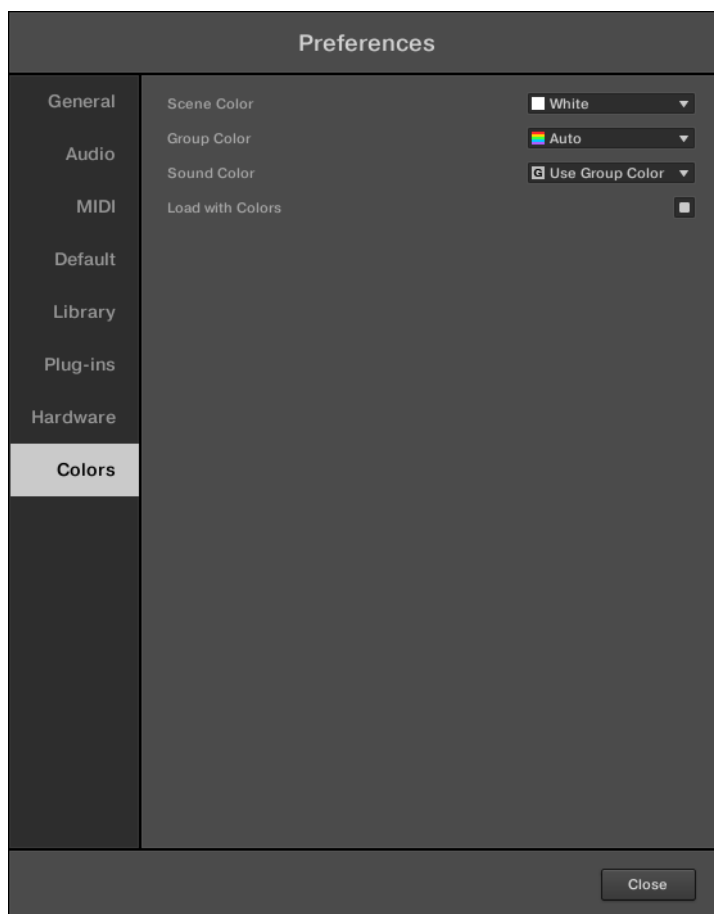 Preferences
General
Audio
MIDI
Default
Library
Plug-ins
Hardware
Colors
Scene Color White
Group Color Auto
Sound Color G Use Group Color
Load with Colors
Close